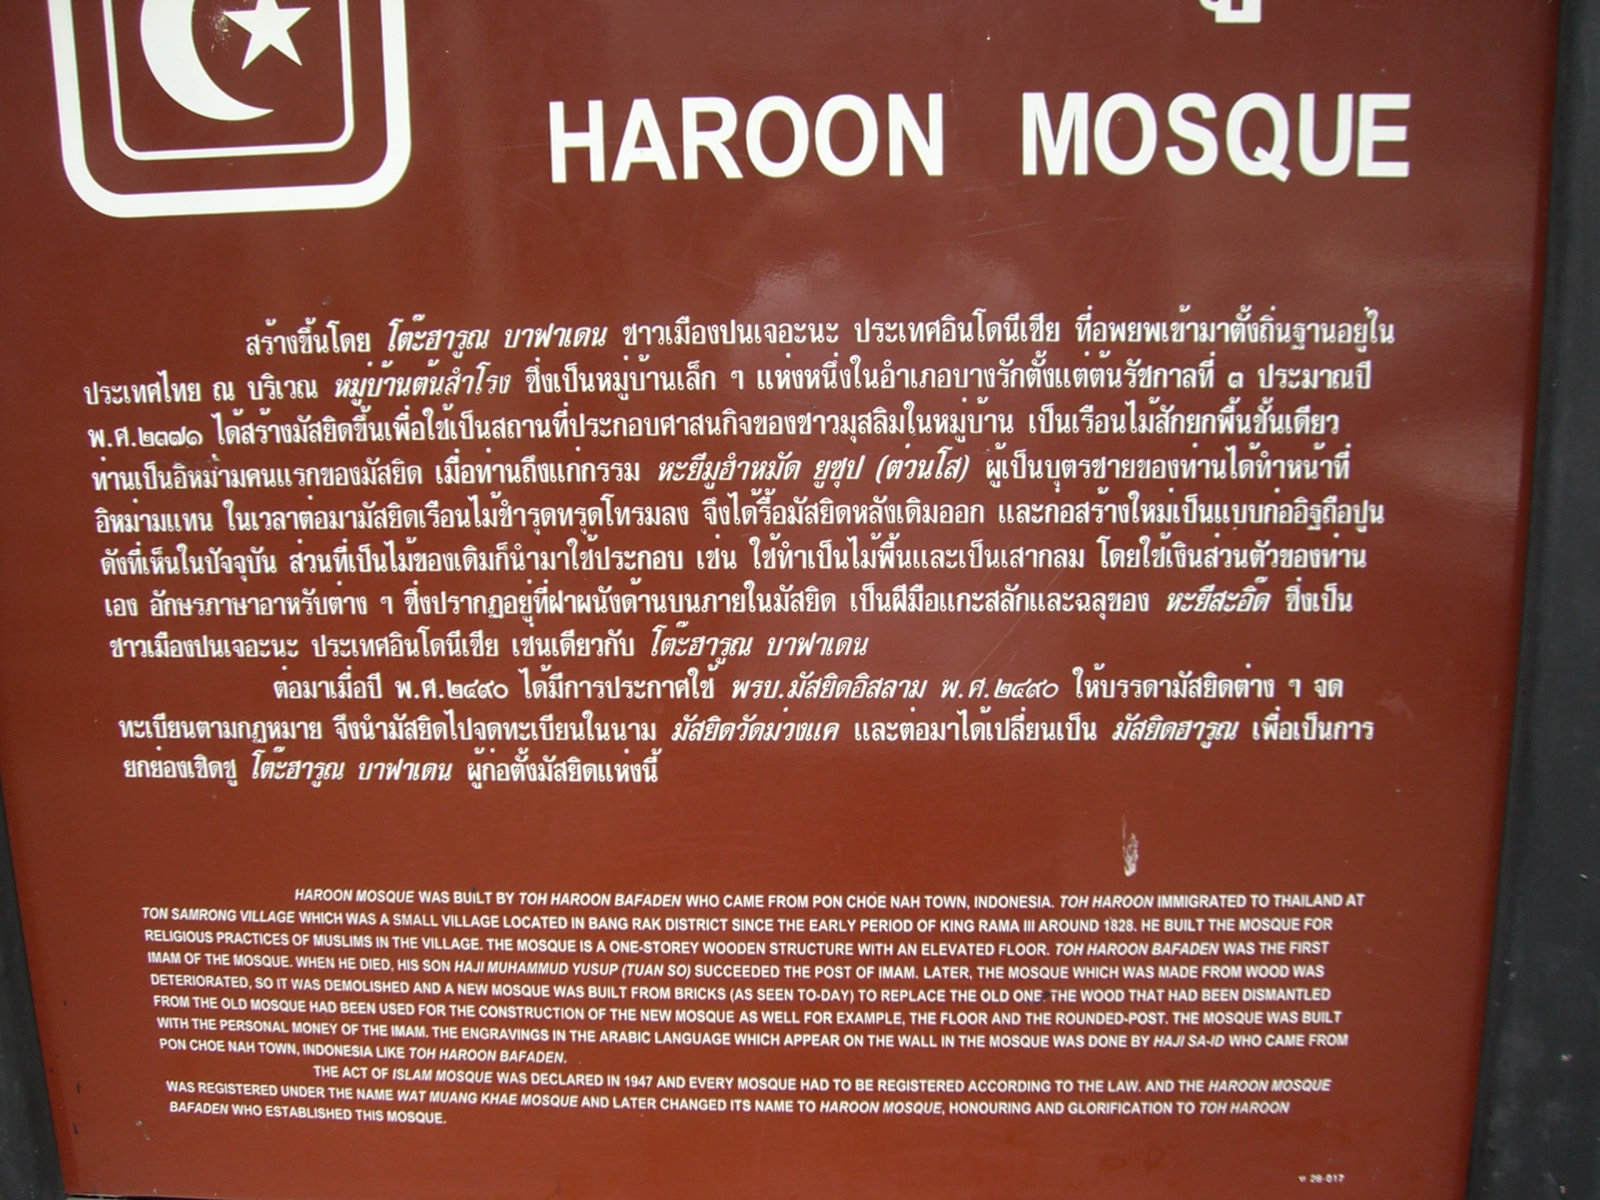 HAROON MOSQUE
สร้างขึ้นโดย โต๊ะฮารูณ บาฟาเดน ชาวเมืองปนเจอะนะ ประเทศอินโดนีเซีย ที่อพยพเข้ามาตั้งถิ่นฐานอยู่ใน
ประเทศไทย ณ บริเวณ หมู่บ้านต้นสำโรง ซึ่งเป็นหมู่บ้านเล็ก ๆ แห่งหนึ่งในอำเภอบางรักตั้งแต่ต้นรัชกาลที่ ๓ ประมาณปี
พ.ศ.๒๓๗๑ ได้สร้างมัสยิดขึ้นเพื่อใช้เป็นสถานที่ประกอบศาสนกิจของชาวมุสลิมในหมู่บ้าน เป็นเรือนไม้สักยกพื้นชั้นเดียว
ท่านเป็นอิหม่ามคนแรกของมัสยิด เมื่อท่านถึงแก่กรรม หะยีมูฮำหมัด ยูซุป (ต่วนโส) ผู้เป็นบุตรชายของท่านได้ทำหน้าที่
อิหม่ามแทน ในเวลาต่อมามัสยิดเรือนไม้ชำรุดทรุดโทรมลง จึงได้รื้อมัสยิดหลังเดิมออก และก่อสร้างใหม่เป็นแบบก่ออิฐถือปูน
ดังที่เห็นในปัจจุบัน ส่วนที่เป็นไม้ของเดิมก็นำมาใช้ประกอบ เช่น ใช้ทำเป็นไม้พื้นและเป็นเสากลม โดยใช้เงินส่วนตัวของท่าน
เอง อักษรภาษาอาหรับต่าง ๆ ซึ่งปรากฏอยู่ที่ฝาผนังด้านบนภายในมัสยิด เป็นฝีมือแกะสลักและฉลุของ หะยีสะอิ๊ด ซึ่งเป็น
ชาวเมืองปนเจอะนะ ประเทศอินโดนีเซีย เช่นเดียวกับ โต๊ะฮารูณ บาฟาเดน
ต่อมาเมื่อปี พ.ศ.๒๔๙๐ ได้มีการประกาศใช้ พรบ.มัสยิดอิสลาม พ.ศ.๒๔๙๐ ให้บรรดามัสยิดต่าง ๆ จด
ทะเบียนตามกฎหมาย จึงนำมัสยิดไปจดทะเบียนในนาม มัสยิดวัดม่วงแค และต่อมาได้เปลี่ยนเป็น มัสยิดฮารูณ เพื่อเป็นการ
ยกย่องเชิดชู โต๊ะฮารูณ บาฟาเดน ผู้ก่อตั้งมัสยิดแห่งนี้
HAROON MOSQUE WAS BUILT BY TOH HAROON BAFADEN WHO CAME FROM PON CHOE NAH TOWN, INDONESIA. TOH HAROON IMMIGRATED TO THAILAND AT
TON SAMRONG VILLAGE WHICH WAS A SMALL VILLAGE LOCATED IN BANG RAK DISTRICT SINCE THE EARLY PERIOD OF KING RAMA III AROUND 1828. HE BUILT THE MOSQUE FOR
RELIGIOUS PRACTICES OF MUSLIMS IN THE VILLAGE. THE MOSQUE IS A ONE-STOREY WOODEN STRUCTURE WITH AN ELEVATED FLOOR. TOH HAROON BAFADEN WAS THE FIRST
IMAM OF THE MOSQUE. WHEN HE DIED, HIS SON HAJI MUHAMMUD YUSUP (TUAN SO) SUCCEEDED THE POST OF IMAM. LATER, THE MOSQUE WHICH WAS MADE FROM WOOD WAS
DETERIORATED, SO IT WAS DEMOLISHED AND A NEW MOSQUE WAS BUILT FROM BRICKS (AS SEEN TO-DAY) TO REPLACE THE OLD ONE. THE WOOD THAT HAD BEEN DISMANTLED
FROM THE OLD MOSQUE HAD BEEN USED FOR THE CONSTRUCTION OF THE NEW MOSQUE AS WELL FOR EXAMPLE, THE FLOOR AND THE ROUNDED-POST. THE MOSQUE WAS BUILT
WITH THE PERSONAL MONEY OF THE IMAM. THE ENGRAVINGS IN THE ARABIC LANGUAGE WHICH APPEAR ON THE WALL IN THE MOSQUE WAS DONE BY HAJI SA-ID WHO CAME FROM
PON CHOE NAH TOWN, INDONESIA LIKE TOH HAROON BAFADEN.
THE ACT OF ISLAM MOSQUE WAS DECLARED IN 1947 AND EVERY MOSQUE HAD TO BE REGISTERED ACCORDING TO THE LAW. AND THE HAROON MOSQUE
WAS REGISTERED UNDER THE NAME WAT MUANG KHAE MOSQUE AND LATER CHANGED ITS NAME TO HAROON MOSQUE, HONOURING AND GLORIFICATION TO TOH HAROON
BAFADEN WHO ESTABLISHED THIS MOSQUE.
28-017